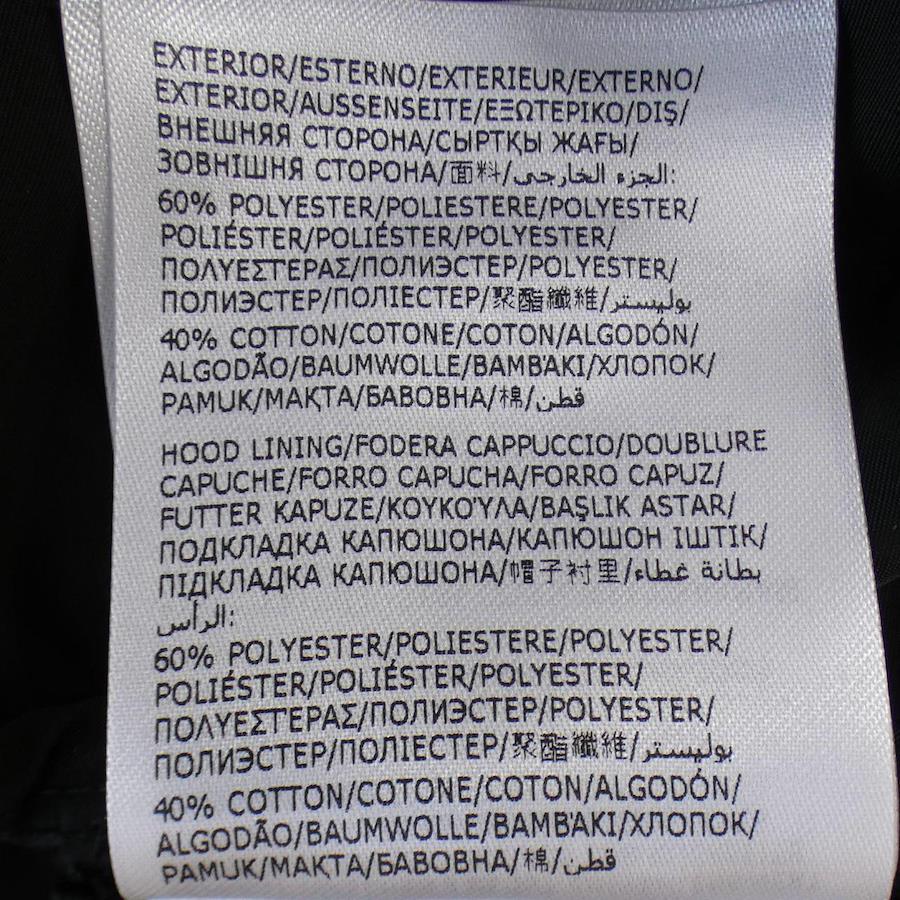 EXTERIOR/ESTERNO/EXTERIEUR/EXTERNO/
EXTERIOR/AUSSENSEITE/ΕΞΩΤΕΡΙΚΟ/DIŞ/
ВНЕШНЯЯ СТОРОНА/СЫРТҚЫ ЖАҒЫ/
ЗОВНІШНЯ СТОРОНА/面料/الجزء الخارجي:
60% POLYESTER/POLIESTERE/POLYESTER/
POLIÉSTER/POLIÉSTER/POLYESTER/
ΠΟΛΥΕΣΤΕΡΑΣ/ПОЛИЭСТЕР/POLYESTER/
ПОЛИЭСТЕР/ПОЛІЕСТЕР/聚酯纖維/بوليستر
40% COTTON/COTONE/COTON/ALGODÓN/
ALGODÃO/BAUMWOLLE/ΒΑΜΒΆΚΙ/ХЛОПОК/
PAMUK/МАҚТА/БАВОВНА/棉/قطن
HOOD LINING/FODERA CAPPUCCIO/DOUBLURE
CAPUCHE/FORRO CAPUCHA/FORRO CAPUZ/
FUTTER KAPUZE/ΚΟΥΚΟΎΛΑ/BAŞLIK ASTAR/
ПОДКЛАДКА КАПЮШОНА/КАПЮШОН ІШТІК/
ПІДКЛАДКА КАПЮШОНА/帽子衬里/بطانة غطاء
الرأس:
60% POLYESTER/POLIESTERE/POLYESTER/
POLIÉSTER/POLIÉSTER/POLYESTER/
ΠΟΛΥΕΣΤΕΡΑΣ/ПОЛИЭСТЕР/POLYESTER/
ПОЛИЭСТЕР/ПОЛІЕСТЕР/聚酯纖維/بوليستر
40% COTTON/COTONE/COTON/ALGODÓN/
ALGODÃO/BAUMWOLLE/ΒΑΜΒΆΚΙ/ХЛОПОК/
PAMUK/МАҚТА/БАВОВНА/棉/قطن